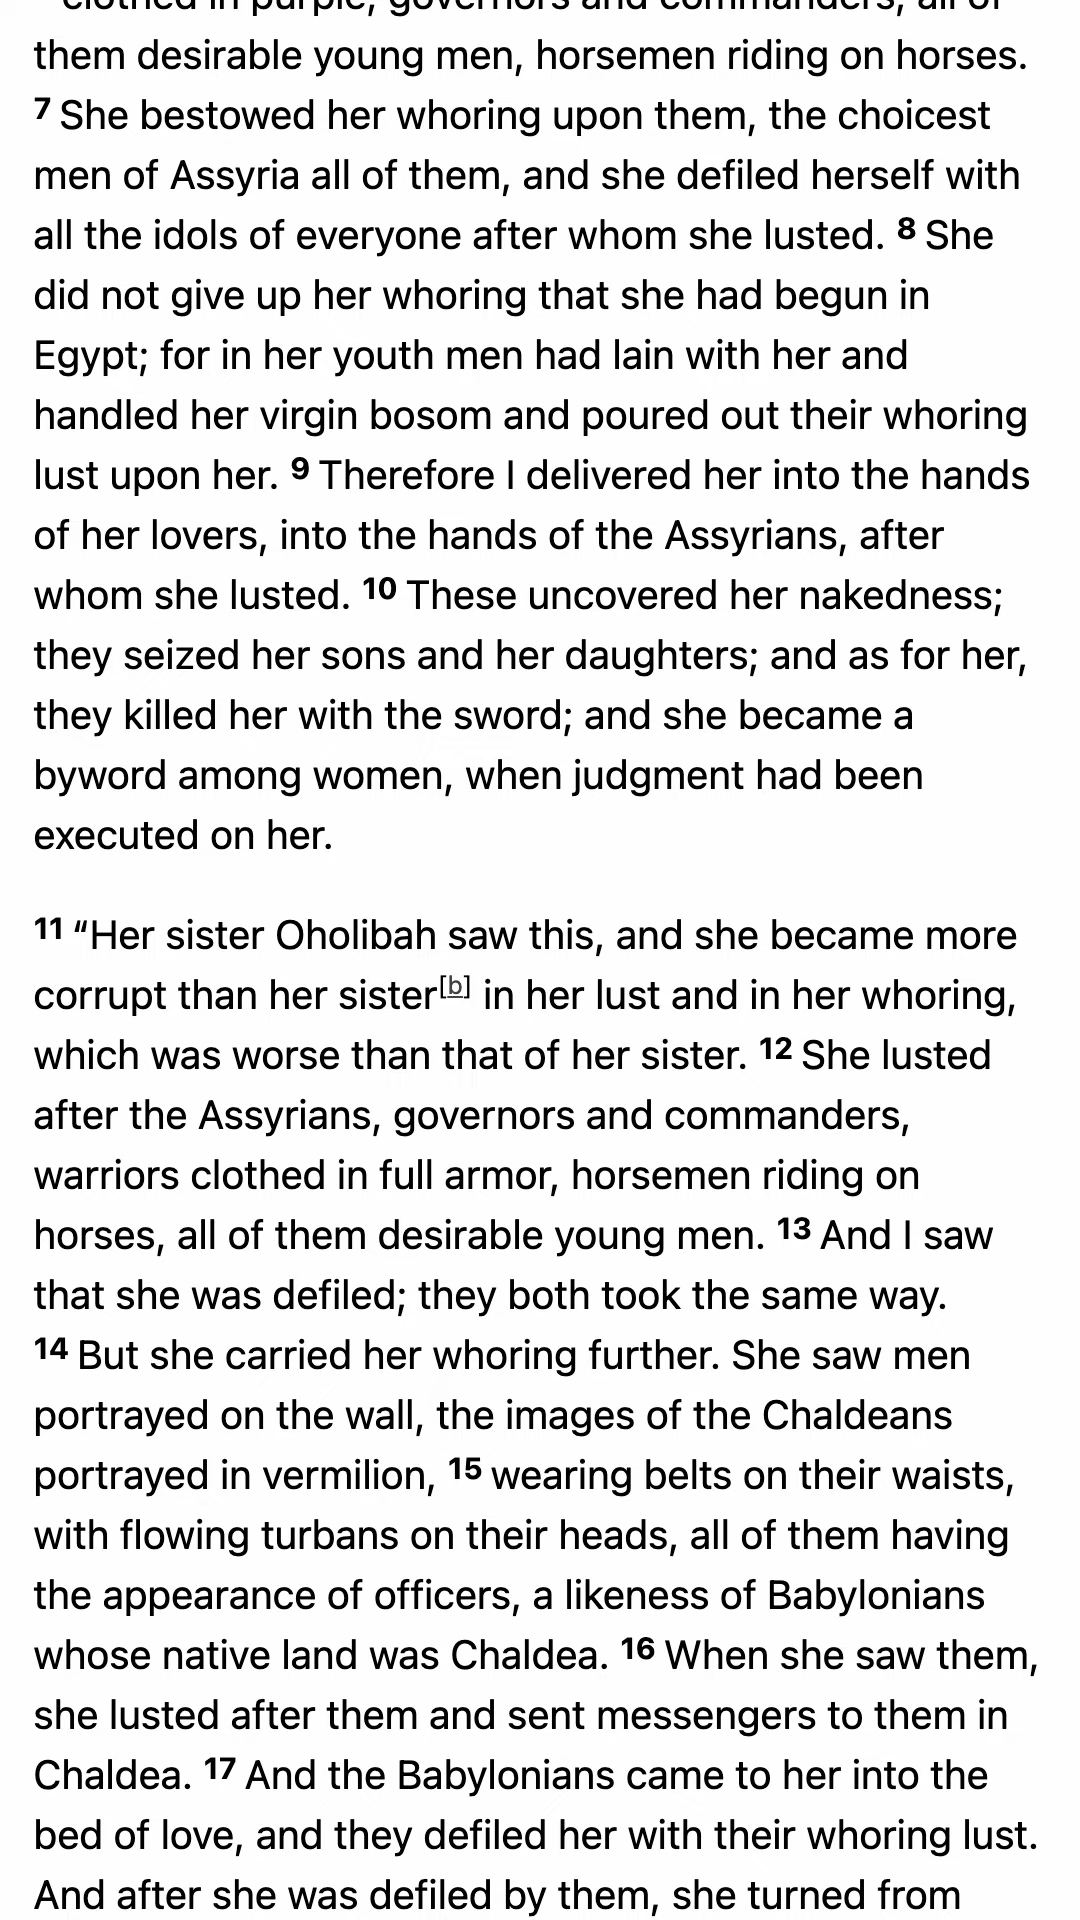 clothed in purple, governors and commanders, all of
them desirable young men, horsemen riding on horses.
7 She bestowed her whoring upon them, the choicest
men of Assyria all of them, and she defiled herself with
all the idols of everyone after whom she lusted. 8 She
did not give up her whoring that she had begun in
Egypt; for in her youth men had lain with her and
handled her virgin bosom and poured out their whoring
lust upon her. 9 Therefore I delivered her into the hands
of her lovers, into the hands of the Assyrians, after
whom she lusted. 10 These uncovered her nakedness;
they seized her sons and her daughters; and as for her,
they killed her with the sword; and she became a
byword among women, when judgment had been
executed on her.
11 “Her sister Oholibah saw this, and she became more
corrupt than her sister[b] in her lust and in her whoring,
which was worse than that of her sister. 12 She lusted
after the Assyrians, governors and commanders,
warriors clothed in full armor, horsemen riding on
horses, all of them desirable young men. 13 And I saw
that she was defiled; they both took the same way.
14 But she carried her whoring further. She saw men
portrayed on the wall, the images of the Chaldeans
portrayed in vermilion, 15 wearing belts on their waists,
with flowing turbans on their heads, all of them having
the appearance of officers, a likeness of Babylonians
whose native land was Chaldea. 16 When she saw them,
she lusted after them and sent messengers to them in
Chaldea. 17 And the Babylonians came to her into the
bed of love, and they defiled her with their whoring lust.
And after she was defiled by them, she turned from